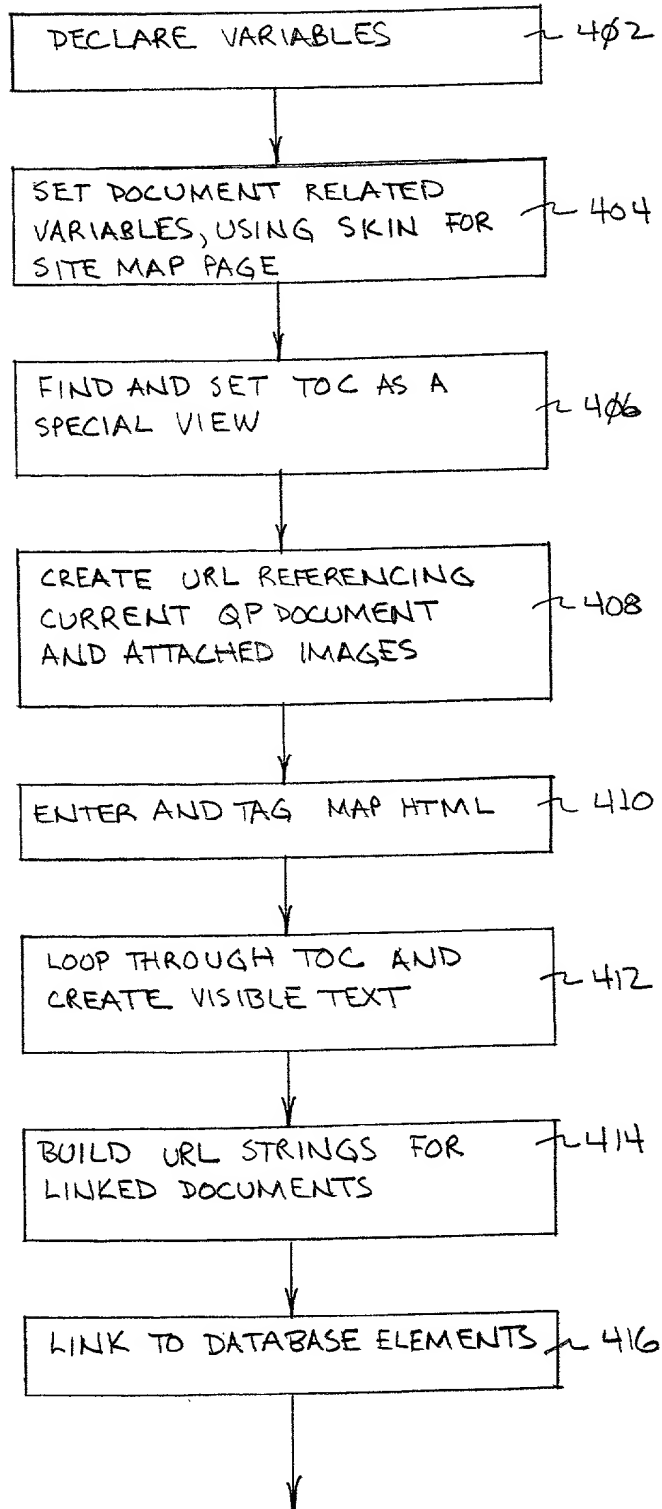 DECLARE VARIABLES
402
SET DOCUMENT RELATED
VARIABLES, USING SKIN FOR
SITE MAP PAGE
404
FIND AND SET TOC AS A
SPECIAL VIEW
406
CREATE URL REFERENCING
CURRENT QP DOCUMENT
AND ATTACHED IMAGES
408
ENTER AND TAG MAP HTML
410
LOOP THROUGH TOC AND
CREATE VISIBLE TEXT
412
BUILD URL STRINGS FOR
LINKED DOCUMENTS
414
LINK TO DATABASE ELEMENTS
416